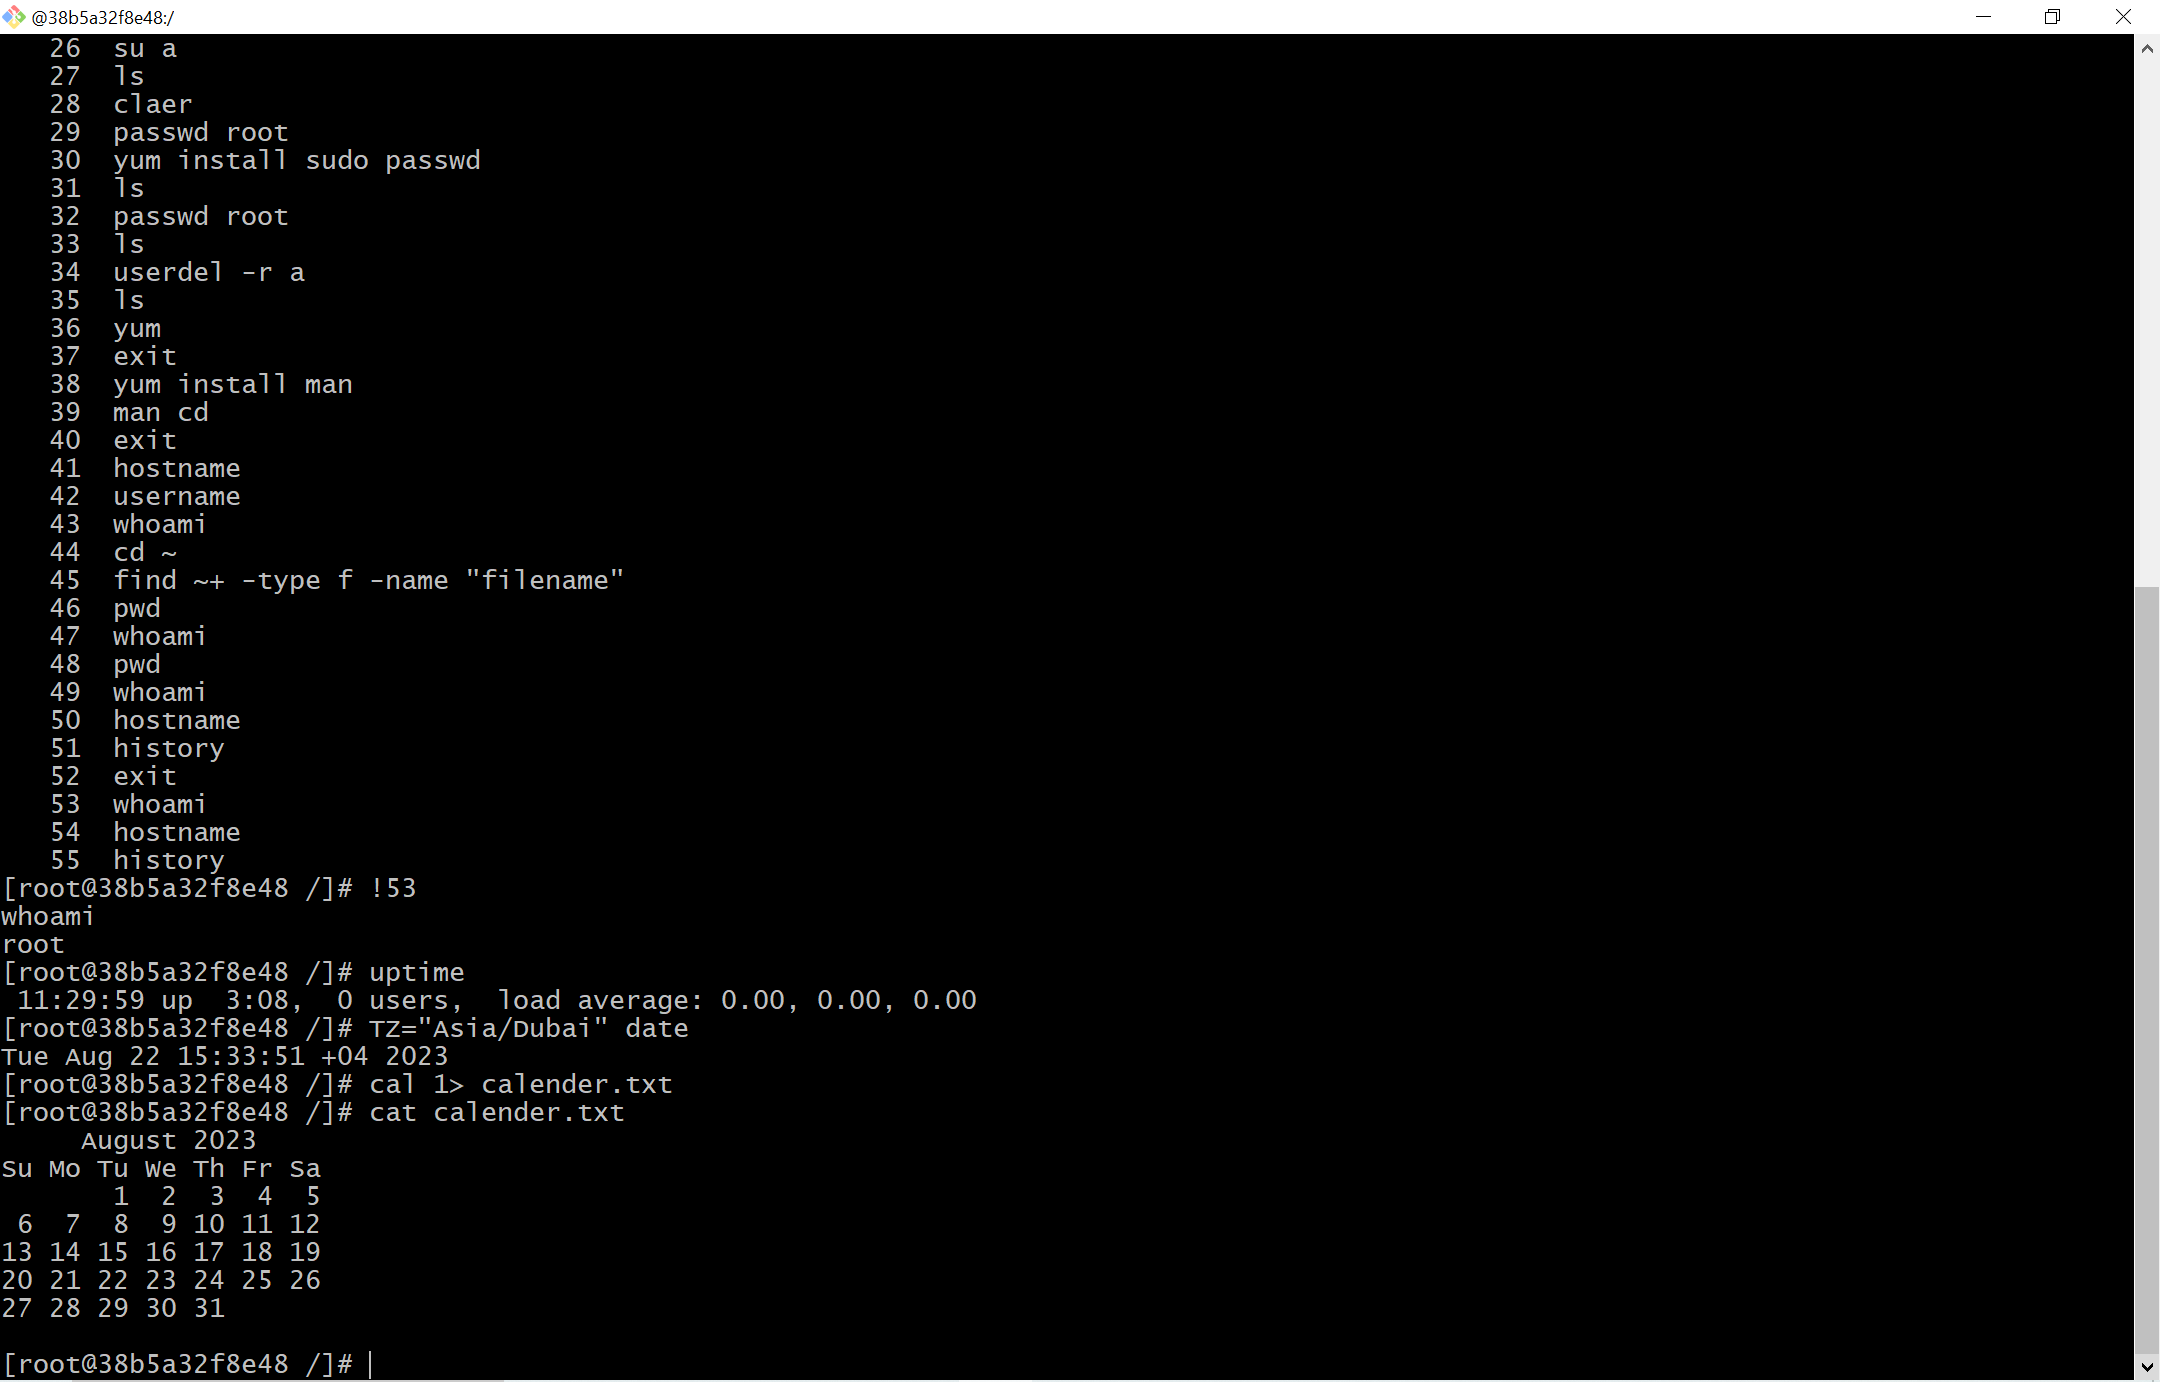 @38b5a32f8e48:/
26 su a
27 ls
28 claer
29 passwd root
30 yum install sudo passwd
31 ls
32 passwd root
33 ls
34 userdel -r a
35 ls
36 yum
37 exit
38 yum install man
39 man cd
40 exit
41 hostname
42 username
43 whoami
44 cd ~
45 find ~+ -type f -name "filename"
46 pwd
47 whoami
48 pwd
49 whoami
50 hostname
51 history
52 exit
53 whoami
54 hostname
55 history
[root@38b5a32f8e48 /]# !53
whoami
root
[root@38b5a32f8e48 /]# uptime
 11:29:59 up  3:08,  0 users,  load average: 0.00, 0.00, 0.00
[root@38b5a32f8e48 /]# TZ="Asia/Dubai" date
Tue Aug 22 15:33:51 +04 2023
[root@38b5a32f8e48 /]# cal 1> calender.txt
[root@38b5a32f8e48 /]# cat calender.txt
     August 2023
Su Mo Tu We Th Fr Sa
       1  2  3  4  5
 6  7  8  9 10 11 12
13 14 15 16 17 18 19
20 21 22 23 24 25 26
27 28 29 30 31
[root@38b5a32f8e48 /]#